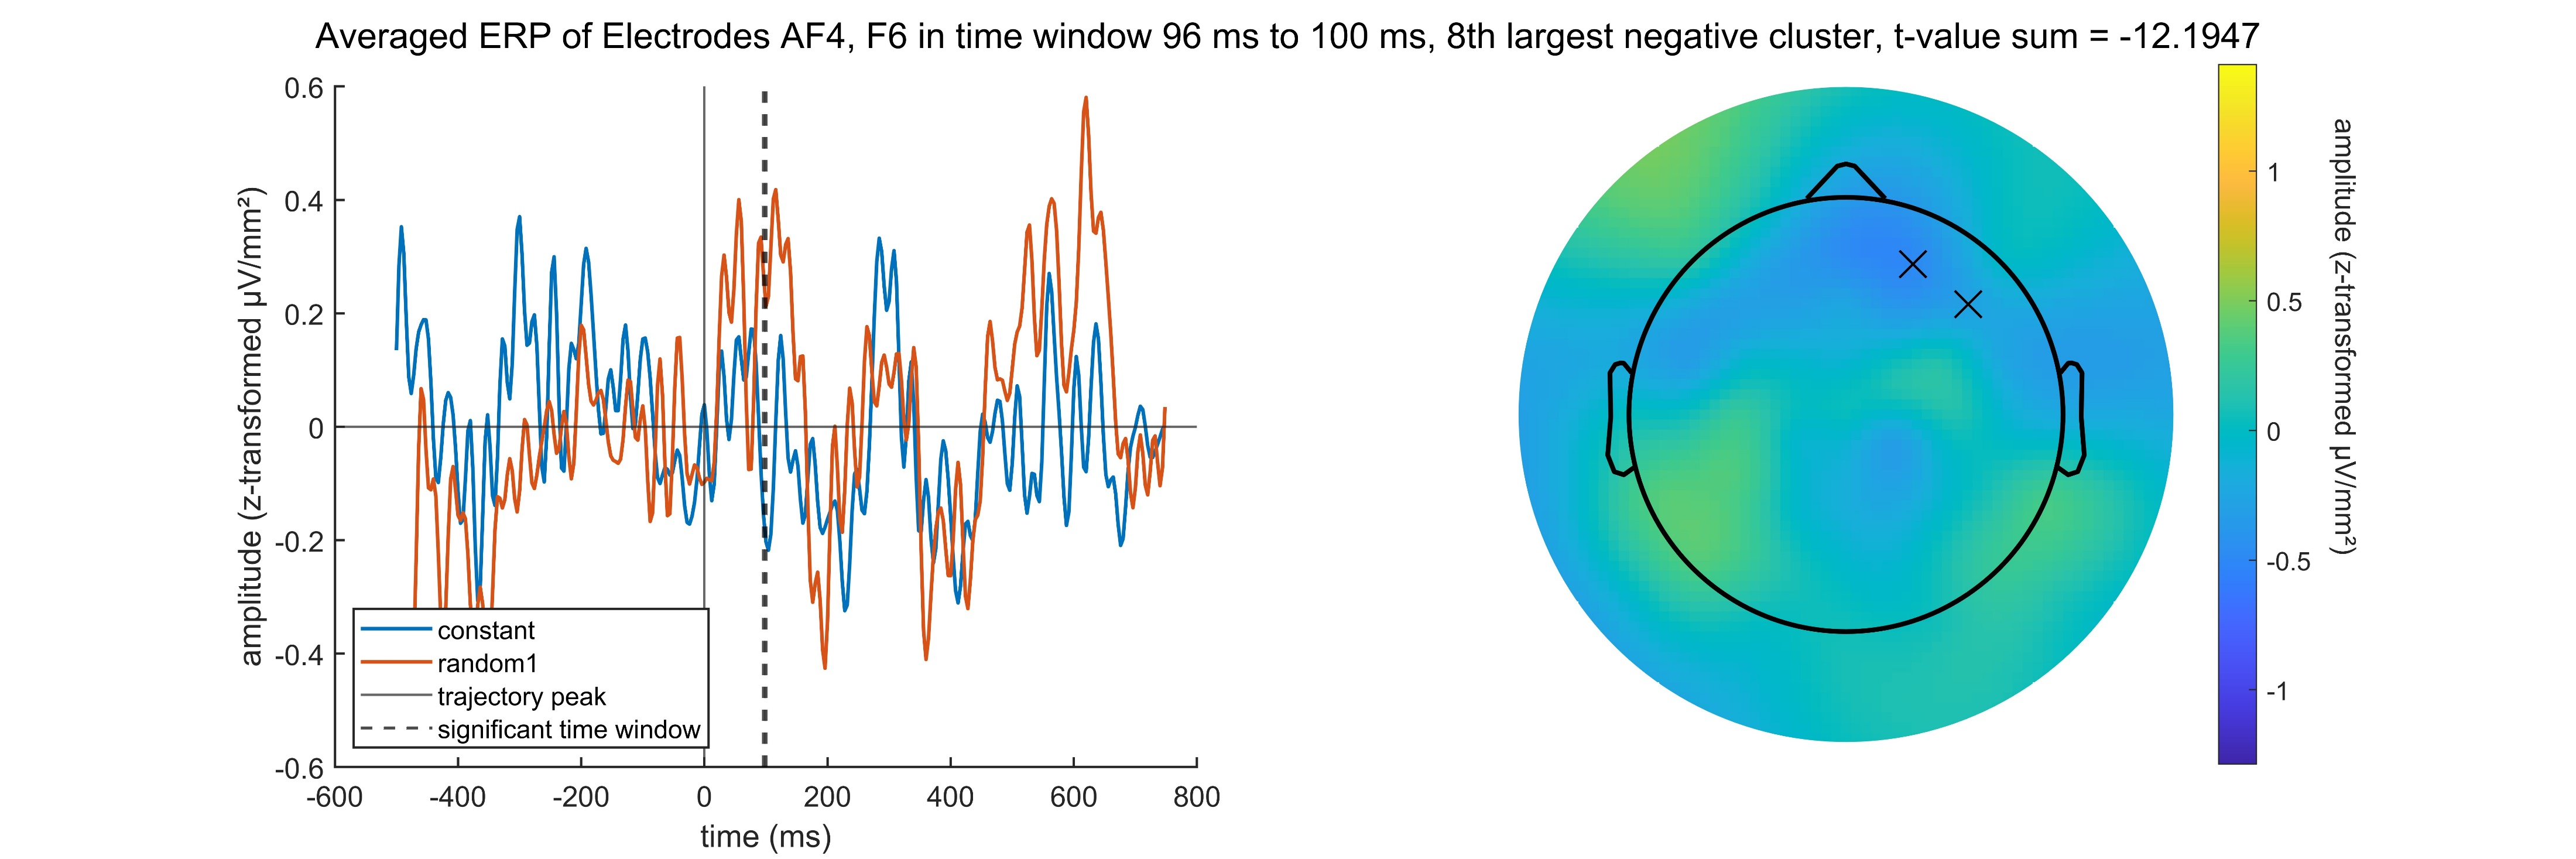 Averaged ERP of Electrodes AF4, F6 in time window 96 ms to 100 ms, 8th largest negative cluster, t-value sum = -12.1947
amplitude (z-transformed µV/mm²)
0.6
0.4
0.2
0
-0.2
-0.4
-0.6
constant
random1
trajectory peak
significant time window
-600
-400
-200
0
200
400
600
800
time (ms)
1
0.5
0
-0.5
-1
amplitude (z-transformed µV/mm²)